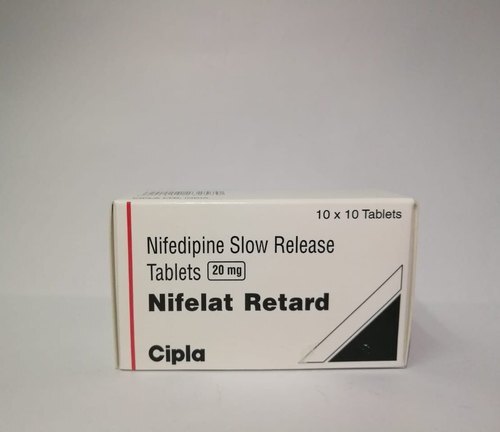 10 x 10 Tablets
Nifedipine Slow Release
Tablets 20 mg
Nifelat Retard
Cipla